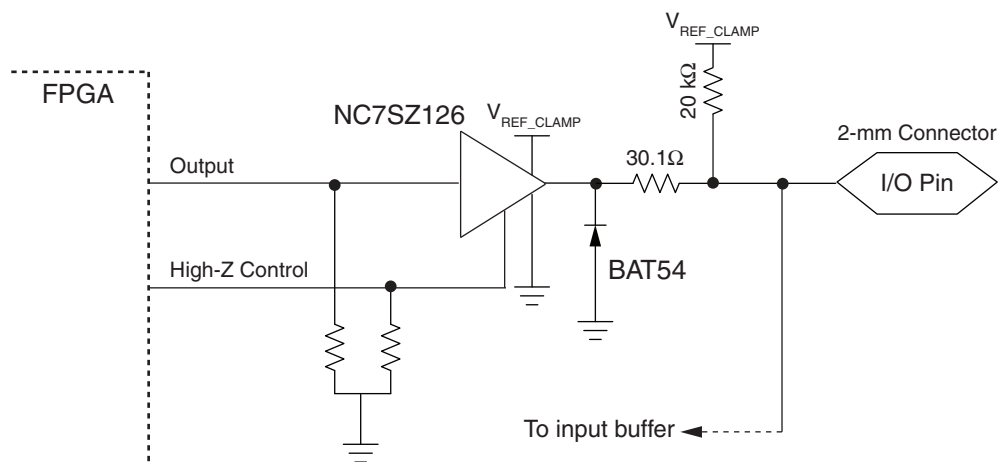 V_REF_CLAMP
FPGA
20 kΩ
NC7SZ126
V_REF_CLAMP
2-mm Connector
30.1Ω
Output
I/O Pin
High-Z Control
BAT54
To input buffer